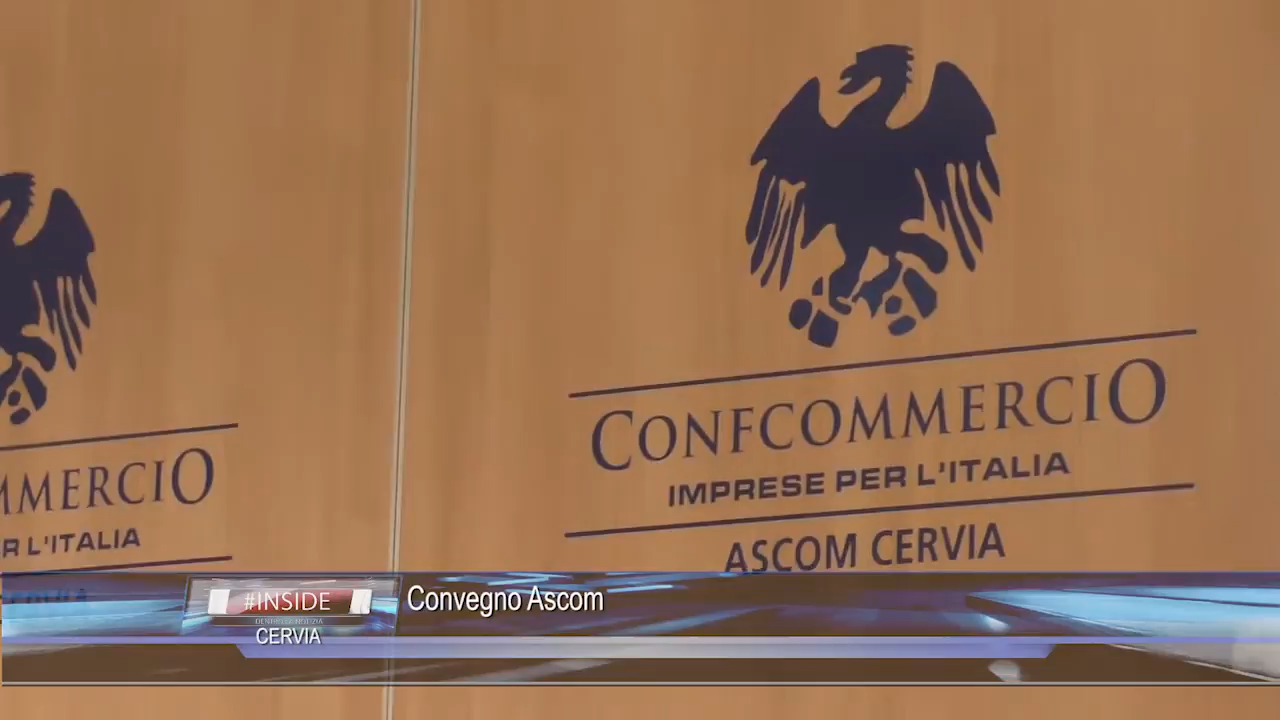 CONFCOMMERCIO
IMPRESE PER L'ITALIA
ASCOM CERVIA
MMERCIO
R L'ITALIA
#INSIDE
CERVIA
Convegno Ascom